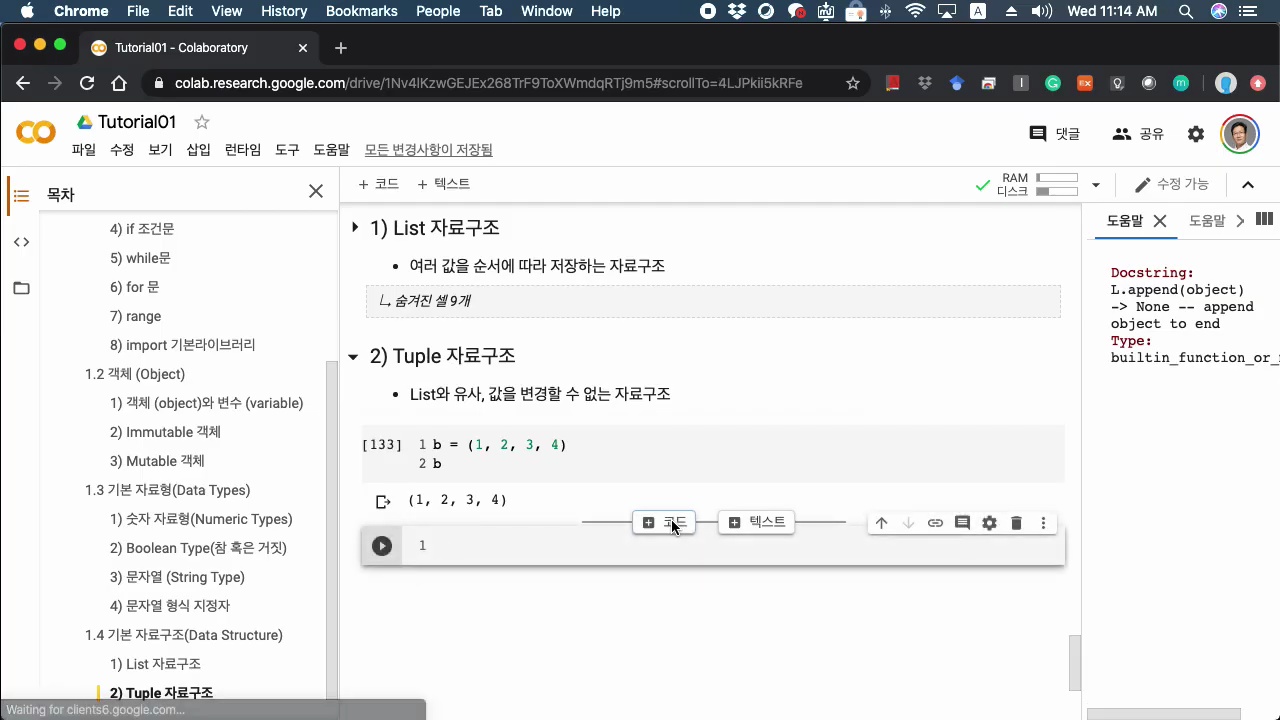 Chrome File Edit View History Bookmarks People Tab Window Help A Wed 11:14 AM
Tutorial01 - Colaboratory
colab.research.google.com/drive/1Nv4lKzwGEJEx268TrF9ToXWmdqRTj9m5#scrollTo=4LJPkii5kRFe
Tutorial01
댓글 공유
파일 수정 보기 삽입 런타임 도구 도움말 모든 변경사항이 저장됨
목차
+ 코드 + 텍스트
RAM
디스크
수정 가능
4) if 조건문
5) while문
6) for 문
7) range
8) import 기본라이브러리
1.2 객체 (Object)
1) 객체 (object)와 변수 (variable)
2) Immutable 객체
3) Mutable 객체
1.3 기본 자료형(Data Types)
1) 숫자 자료형(Numeric Types)
2) Boolean Type(참 혹은 거짓)
3) 문자열 (String Type)
4) 문자열 형식 지정자
1.4 기본 자료구조(Data Structure)
1) List 자료구조
2) Tuple 자료구조
Waiting for clients6.google.com...
1) List 자료구조
• 여러 값을 순서에 따라 저장하는 자료구조
숨겨진 셀 9개
2) Tuple 자료구조
• List와 유사, 값을 변경할 수 없는 자료구조
[133] 1 b = (1, 2, 3, 4)
2 b
(1, 2, 3, 4)
코드 텍스트
1
도움말 도움말
Docstring:
L.append(object)
-> None -- append
object to end
Type:
builtin_function_or_